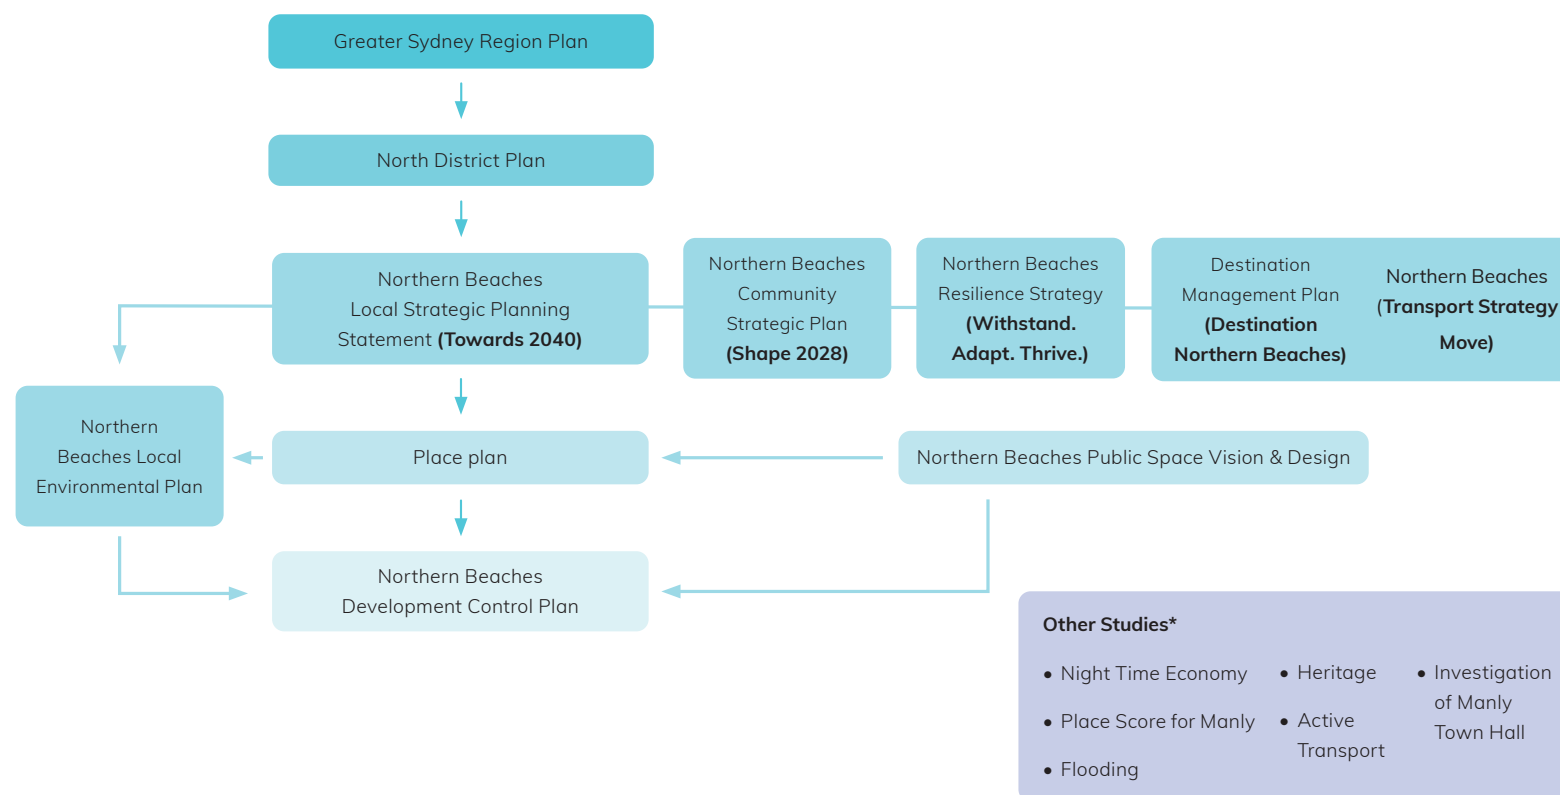 Greater Sydney Region Plan
North District Plan
Northern Beaches
Local Strategic Planning
Statement (Towards 2040)
Northern Beaches
Community
Strategic Plan
(Shape 2028)
Northern Beaches
Resilience Strategy
(Withstand.
Adapt. Thrive.)
Destination
Management Plan
(Destination
Northern Beaches)
Northern Beaches
(Transport Strategy
Move)
Northern
Beaches Local
Environmental Plan
Place plan
Northern Beaches Public Space Vision & Design
Northern Beaches
Development Control Plan
Other Studies*
• Night Time Economy
• Place Score for Manly
• Flooding
• Heritage
• Active
Transport
• Investigation
of Manly
Town Hall